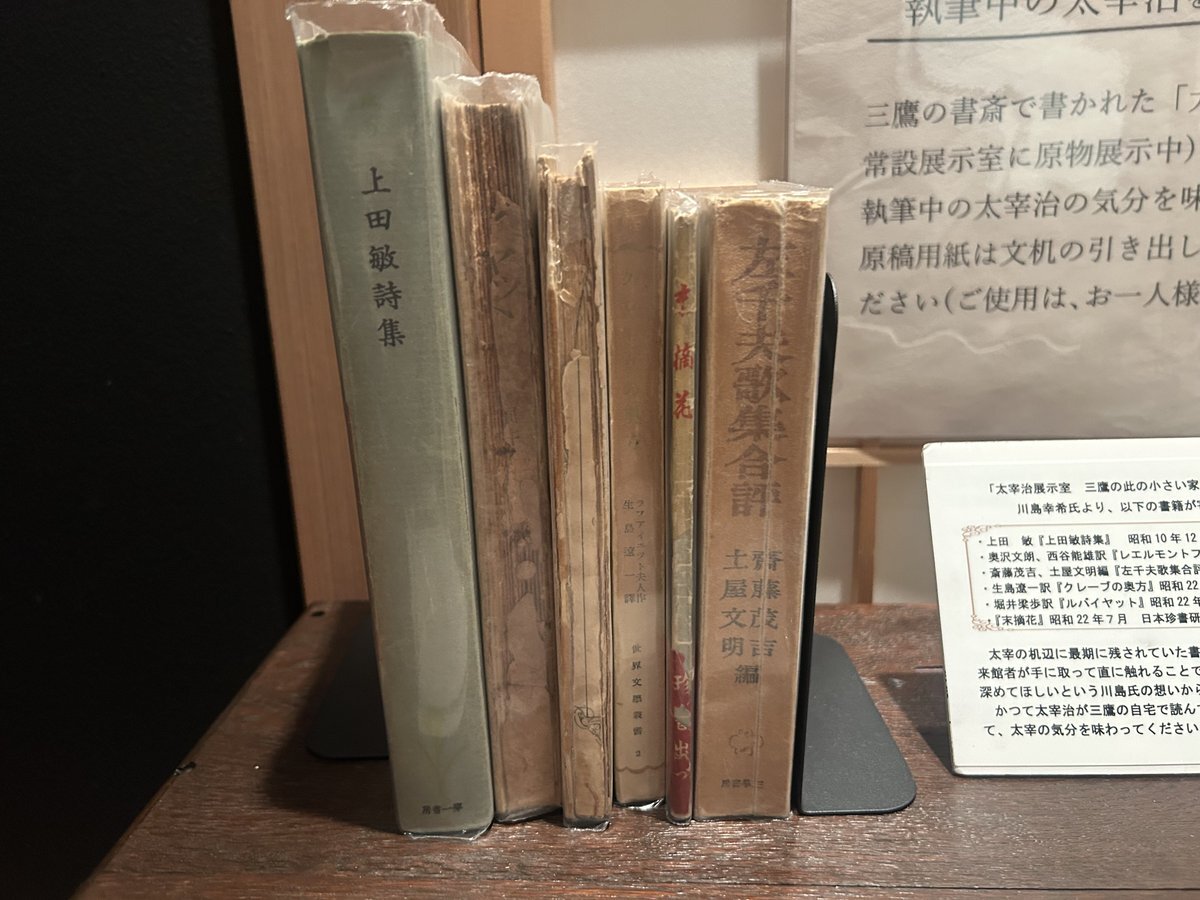 上田敏詩集
第一書房
ラファイエット夫人作
生島遼一譯
世界文學叢書 2
末摘花
左千夫歌集合評
齋藤茂吉
土屋文明
編
執筆中の太宰治
三鷹の書斎で書かれた「
常設展示室に原物展示中)
執筆中の太宰治の気分を味
原稿用紙は文机の引き出し
ださい(ご使用は、お一人様
「太宰治展示室 三鷹の此の小さい家
川島幸希氏より、以下の書籍が
・上田 敏『上田敏詩集』 昭和10年12
・奥沢文朗、西谷能雄訳『レエルモントフ
・斎藤茂吉、土屋文明編『左千夫歌集合評
・生島遼一訳『クレーブの奥方』昭和22
・堀井梁歩訳『ルバイヤット』昭和22年
・『末摘花』昭和22年7月 日本珍書研
太宰の机辺に最期に残されていた書
来館者が手に取って直に触れることで
深めてほしいという川島氏の想いから
かつて太宰治が三鷹の自宅で読んで
て、太宰の気分を味わってください